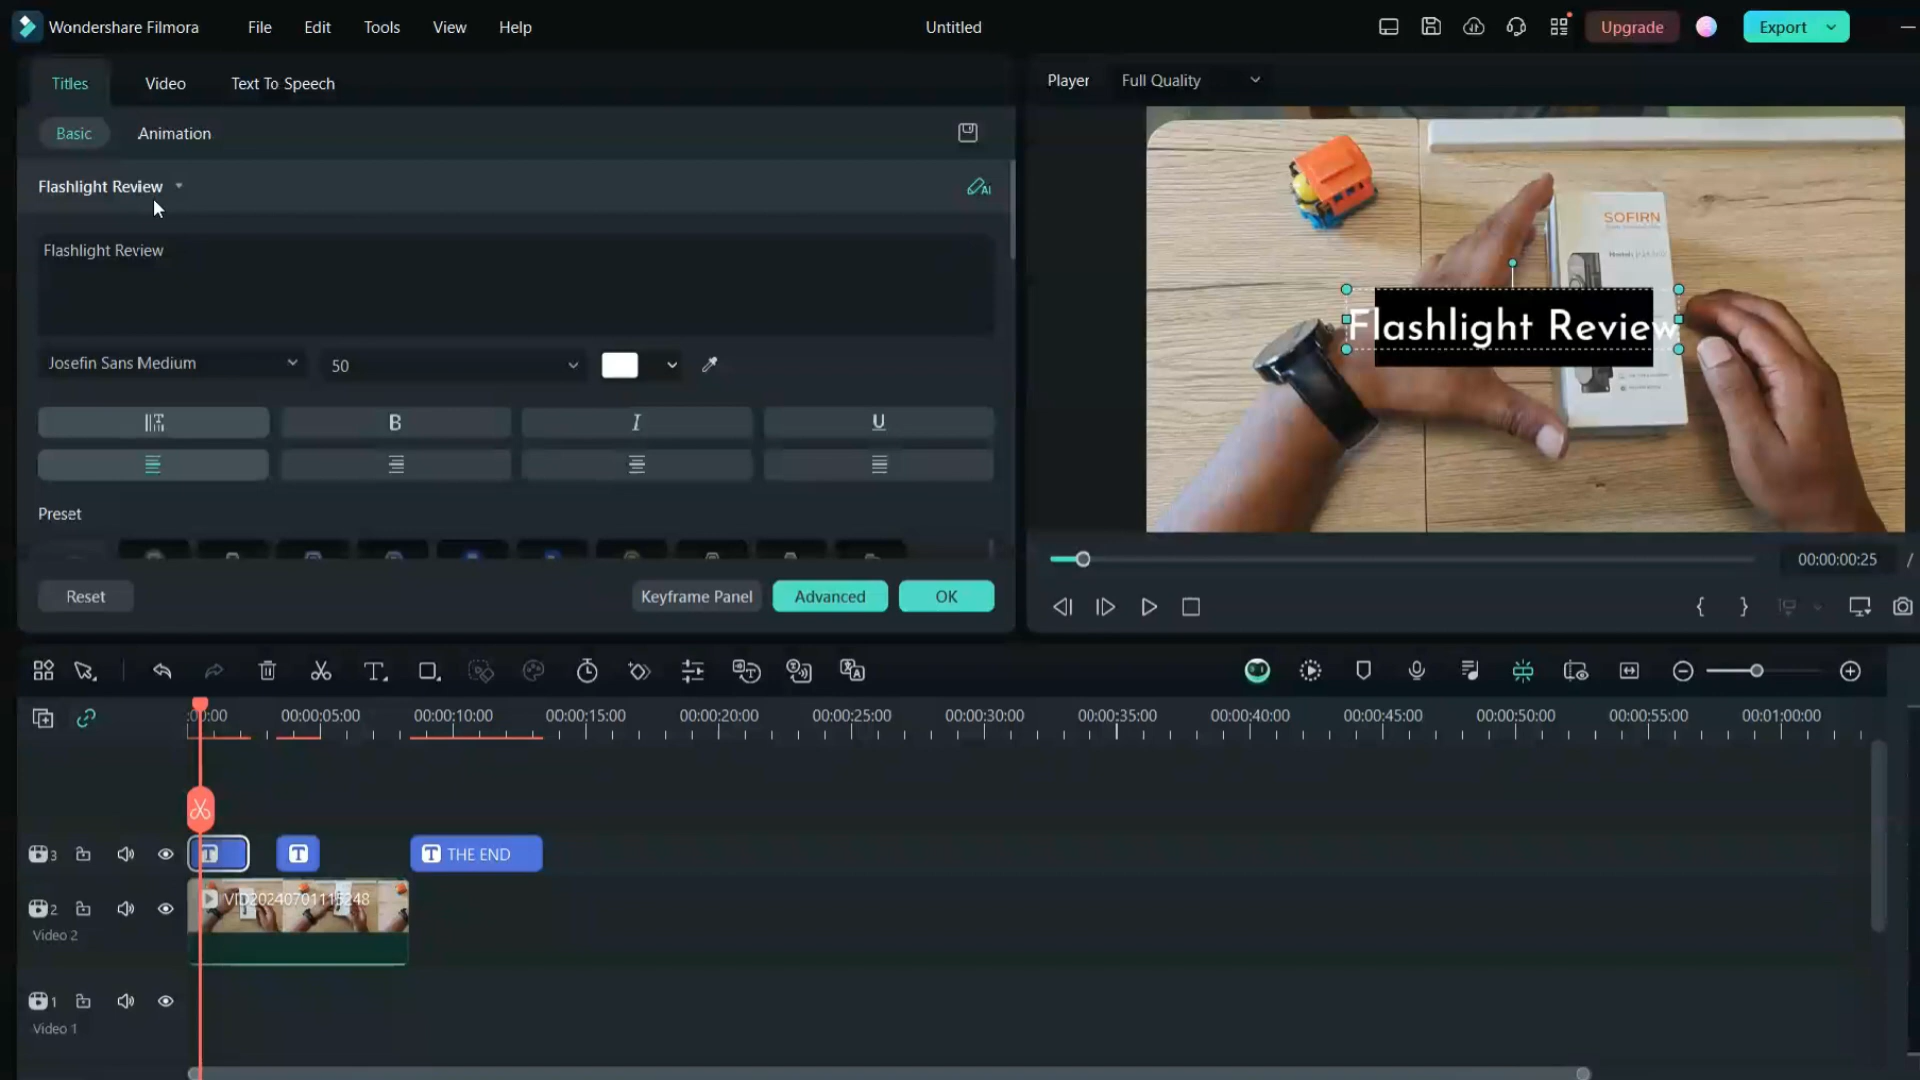 Wondershare Filmora File Edit Tools View Help Untitled Upgrade Export
Titles Video Text To Speech
Player Full Quality
Basic Animation
Flashlight Review
AI
Flashlight Review
Josefin Sans Medium 50
B I U
Preset
Reset Keyframe Panel Advanced OK
SOFIRN
Flashlight Review
00:00:00:25 /
{ }
:00:00 00:00:05:00 00:00:10:00 00:00:15:00 00:00:20:00 00:00:25:00 00:00:30:00 00:00:35:00 00:00:40:00 00:00:45:00 00:00:50:00 00:00:55:00 00:01:00:00
3 T T T THE END
2 VID20240701115248
Video 2
1
Video 1